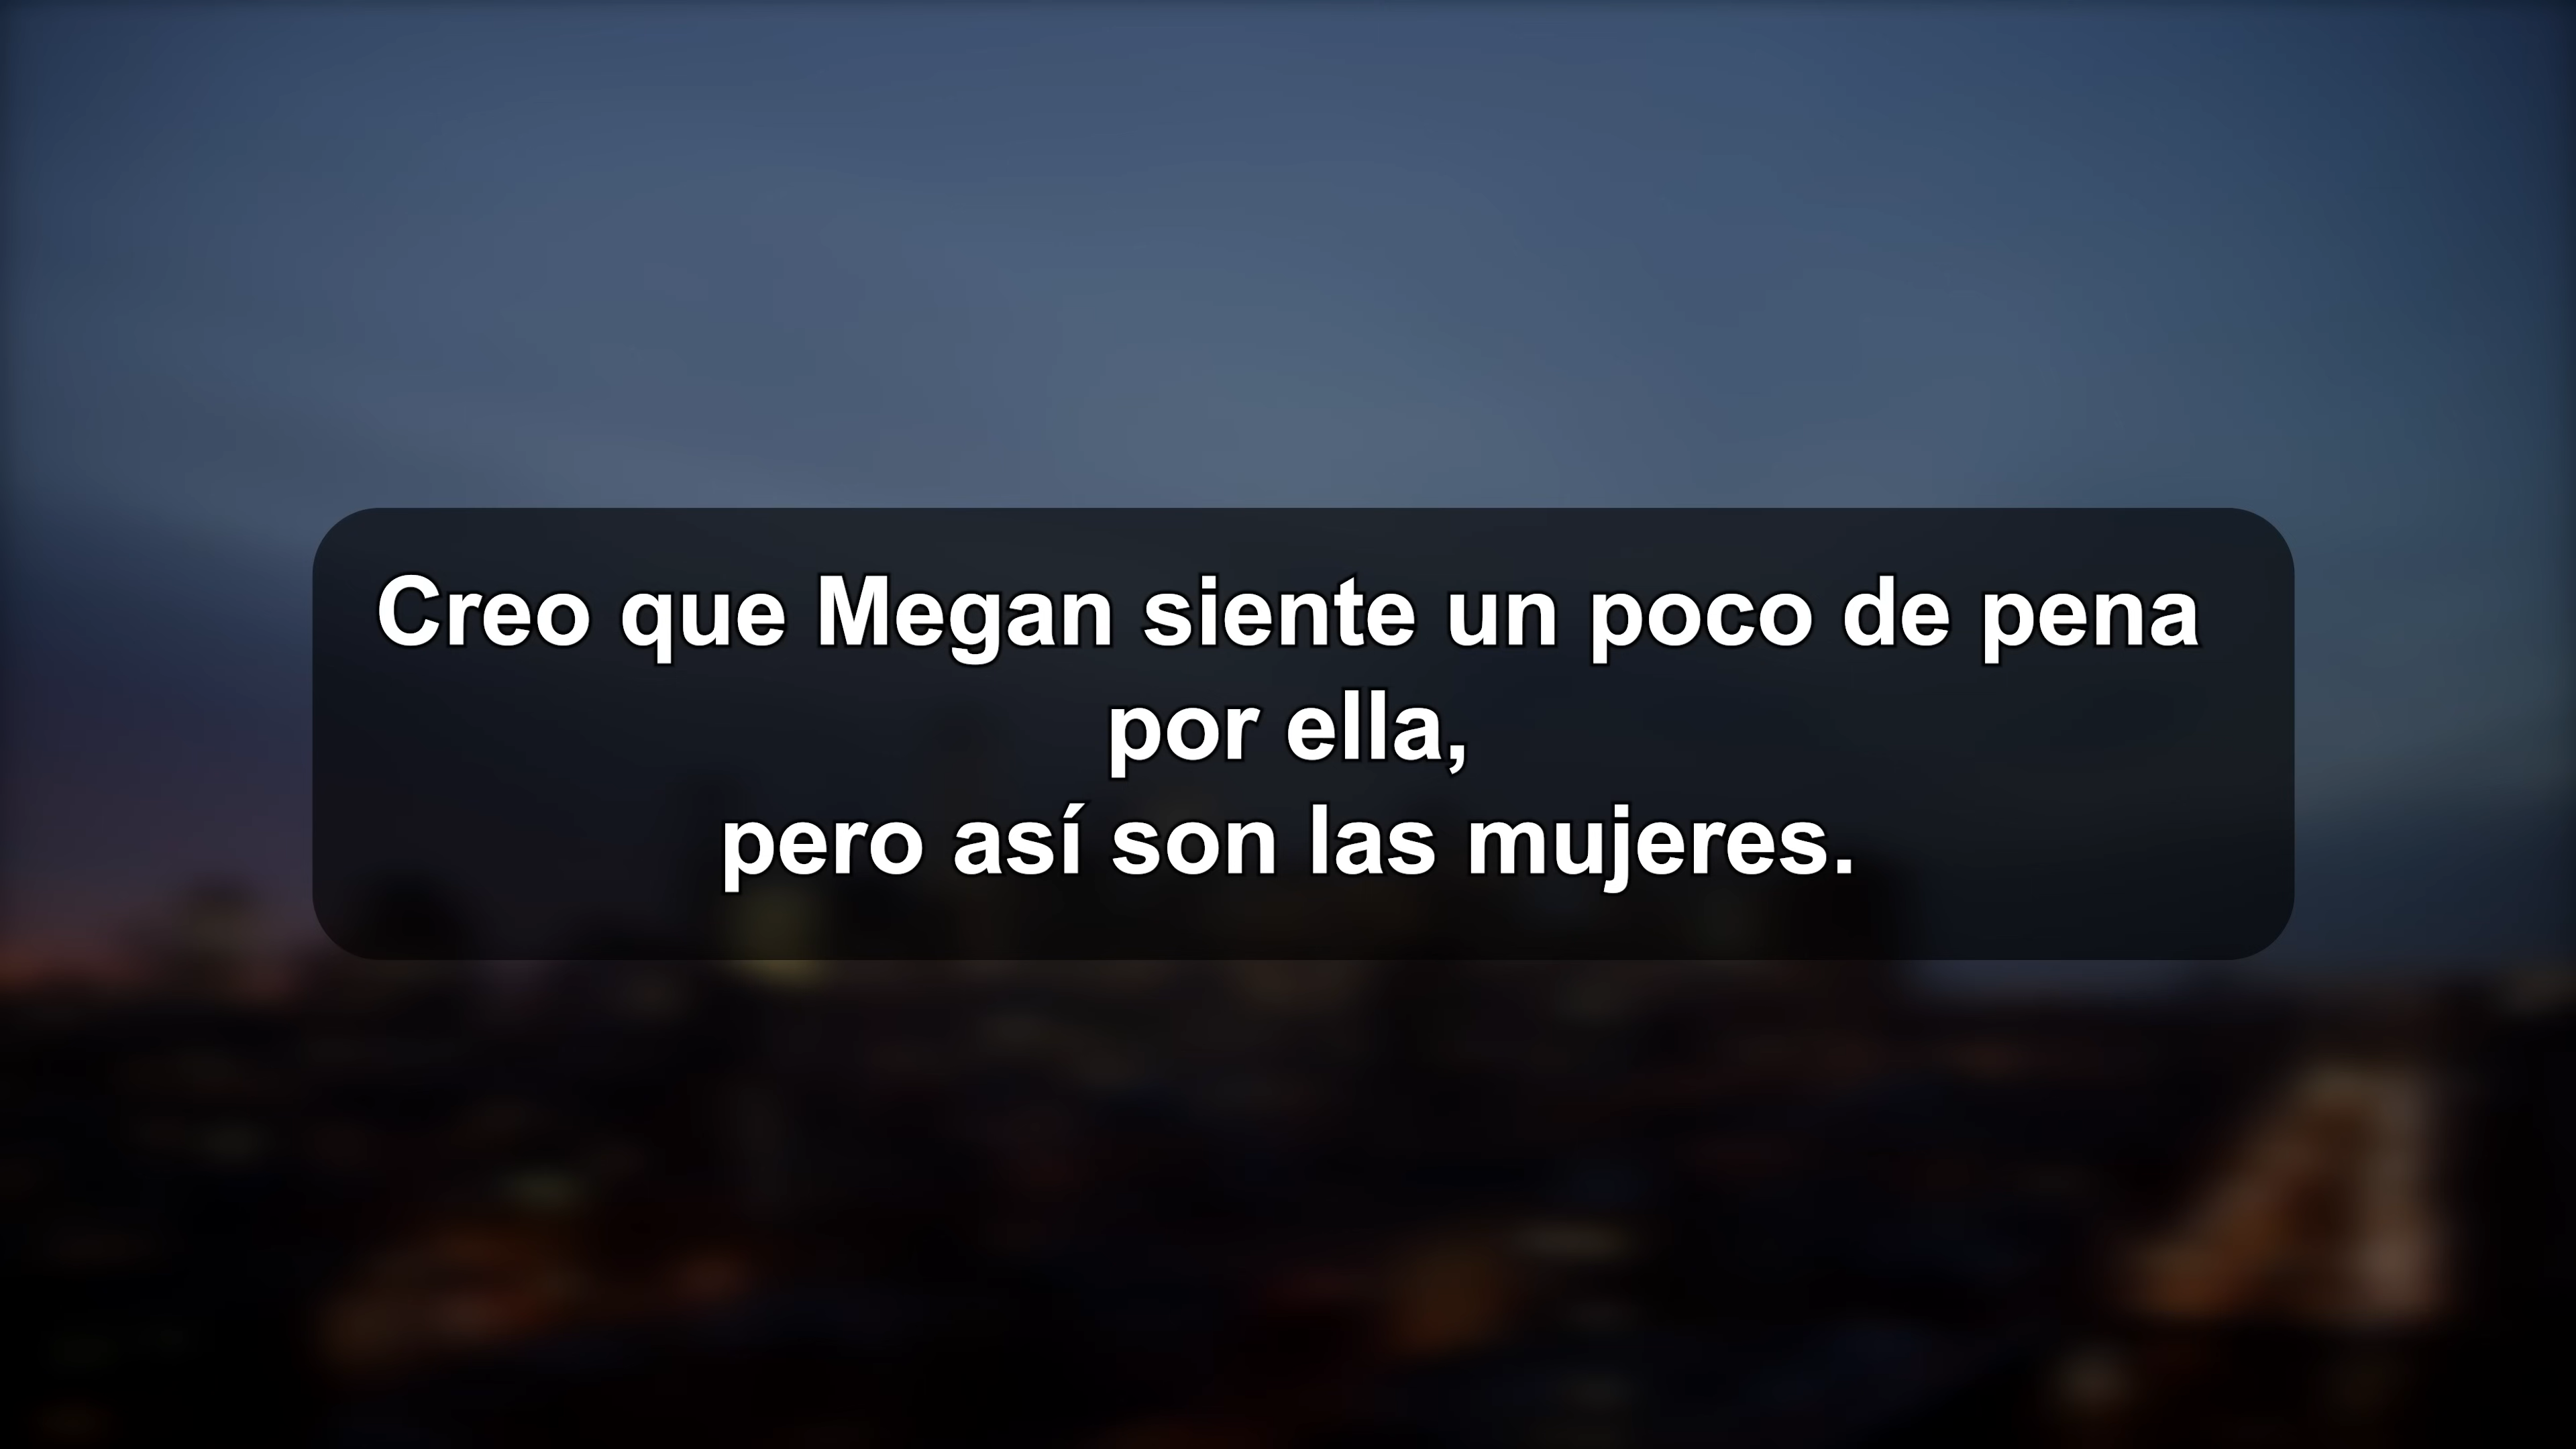 Creo que Megan siente un poco de pena
por ella,
pero así son las mujeres.